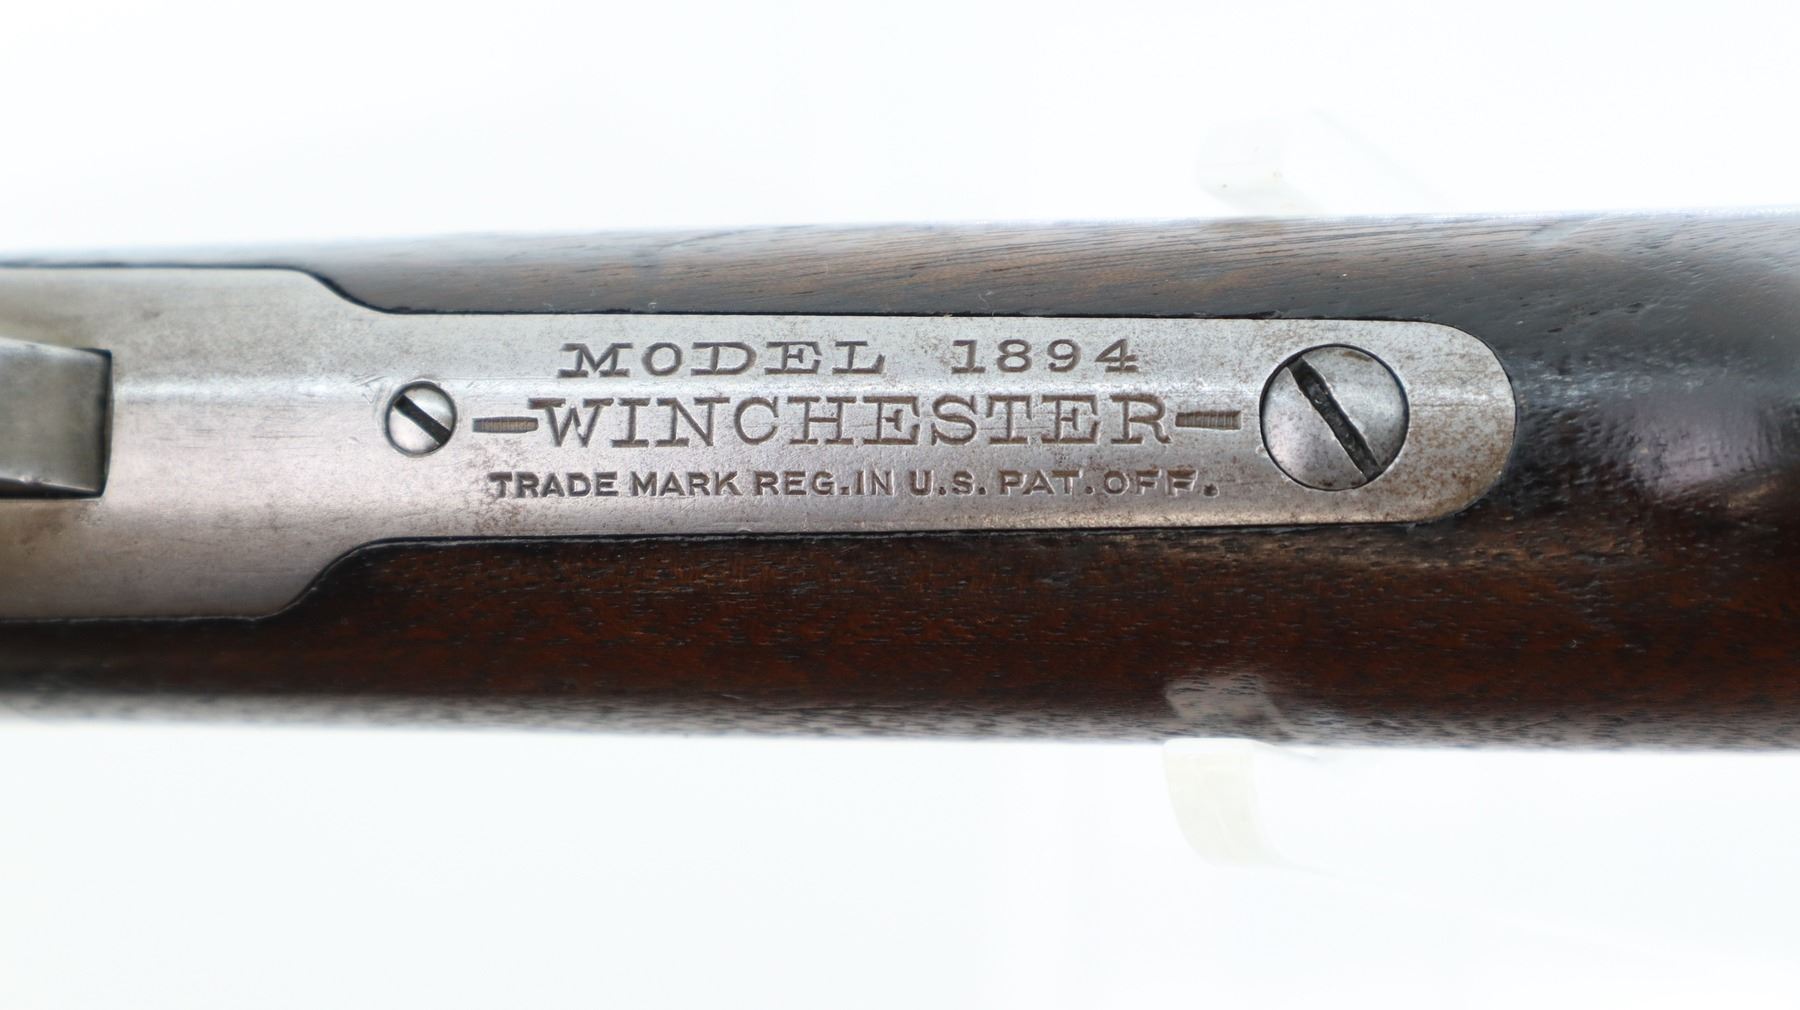 MODEL 1894
-WINCHESTER-
TRADE MARK REG. IN U.S. PAT. OFF.